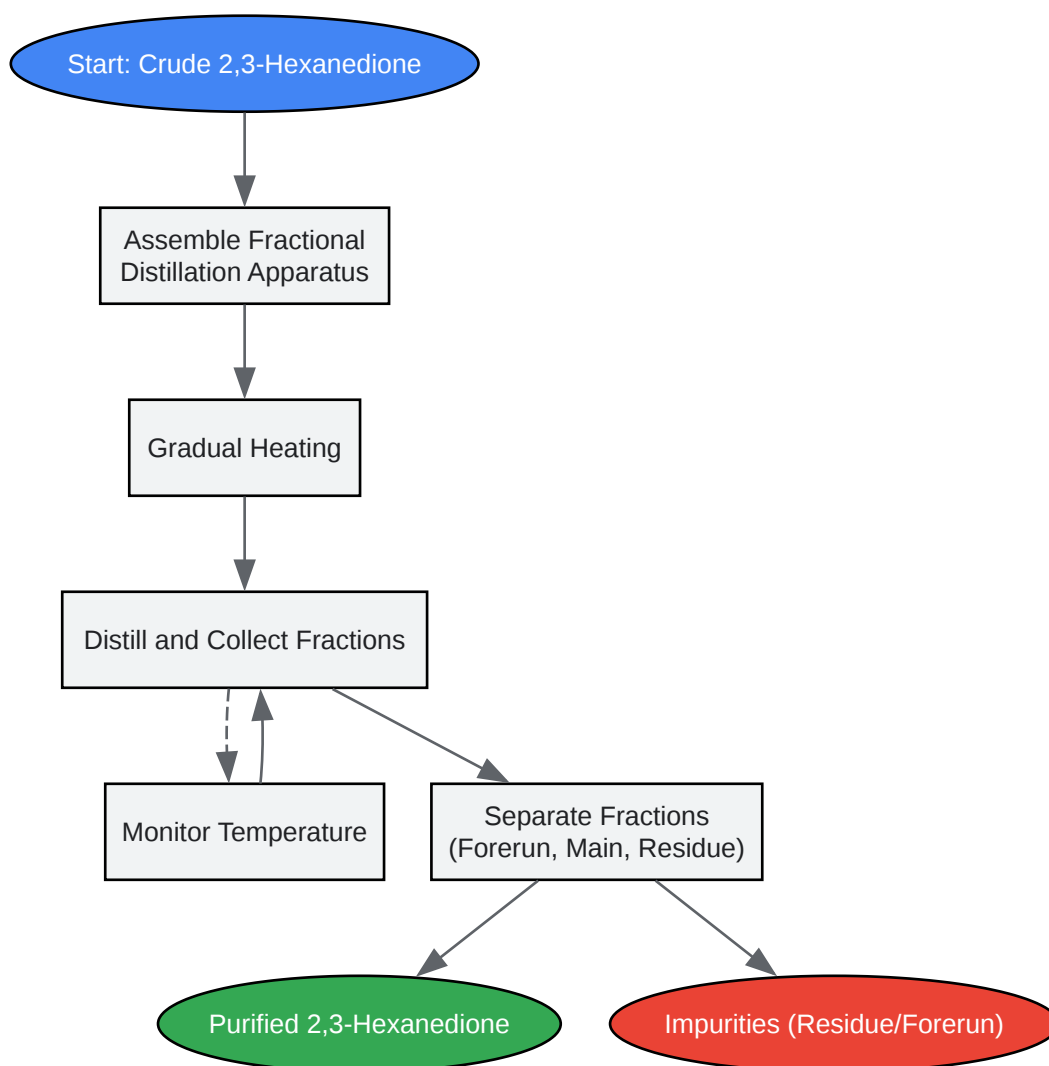 Start: Crude 2,3-Hexanedione
Assemble Fractional
Distillation Apparatus
Gradual Heating
Distill and Collect Fractions
Monitor Temperature
Separate Fractions
(Forerun, Main, Residue)
Purified 2,3-Hexanedione
Impurities (Residue/Forerun)